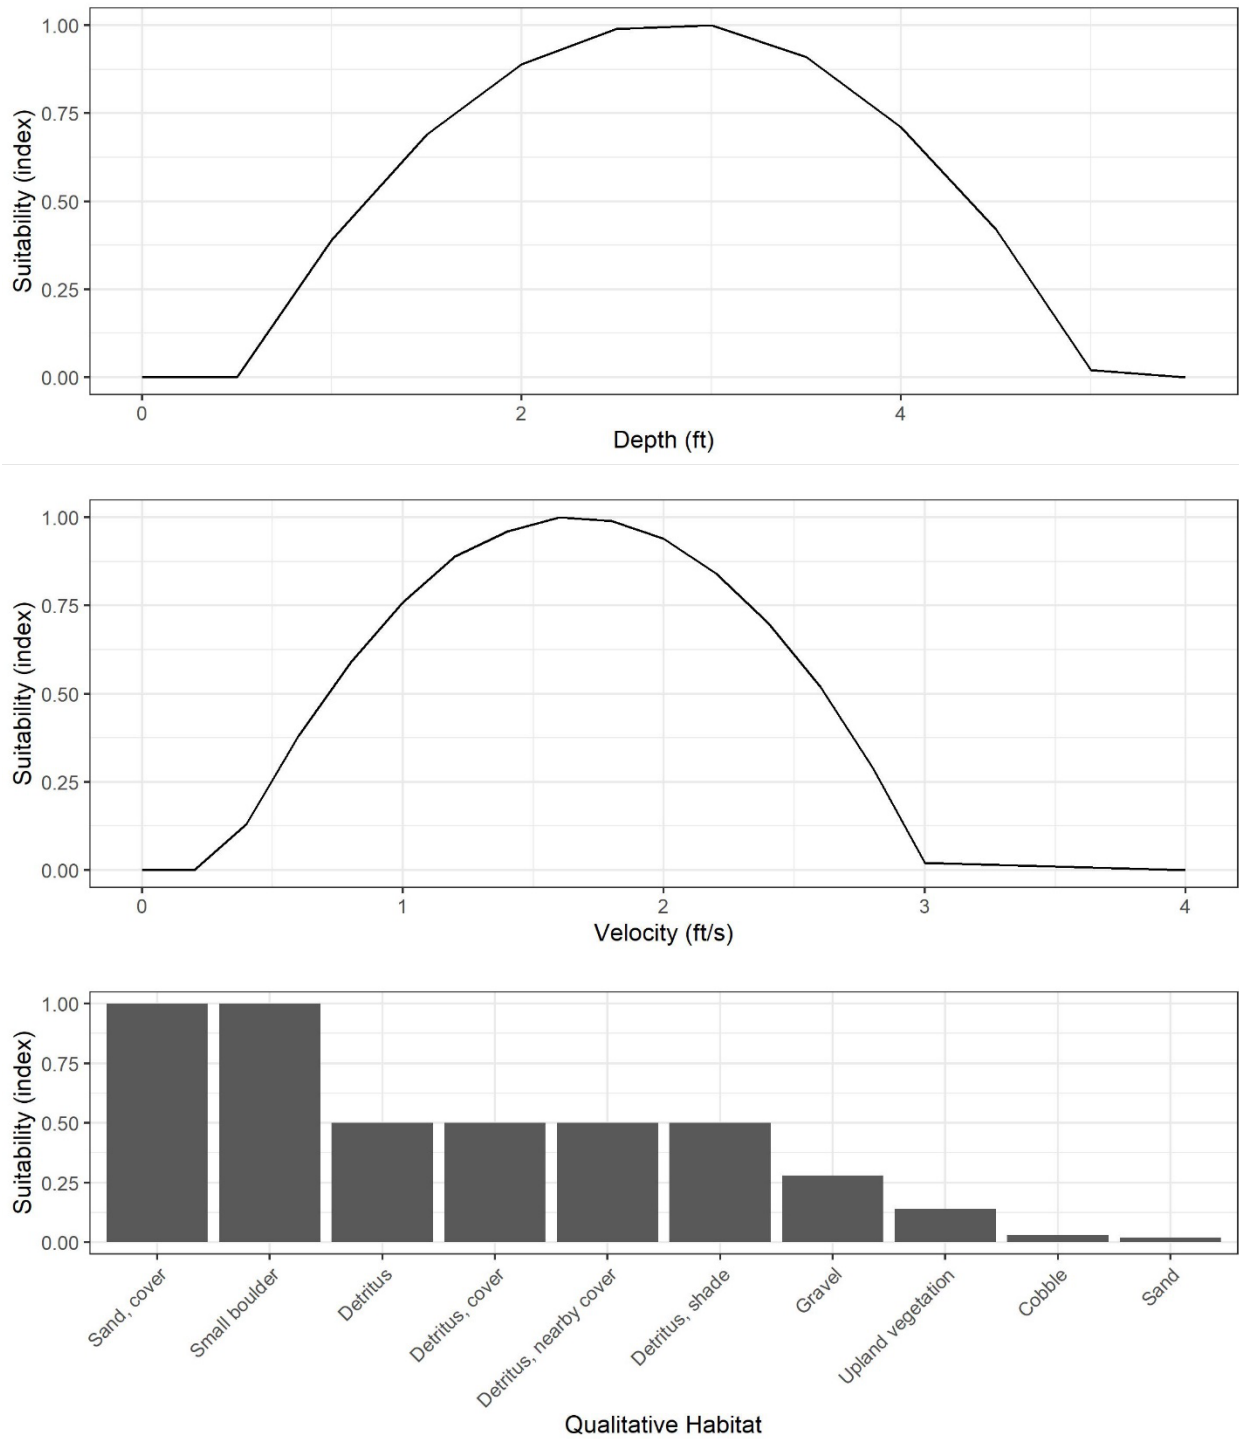 Suitability (index)
1.00
0.75
0.50
0.25
0.00
0
2
4
Depth (ft)
Suitability (index)
1.00
0.75
0.50
0.25
0.00
0
1
2
3
4
Velocity (ft/s)
Suitability (index)
1.00
0.75
0.50
0.25
0.00
Sand, cover
Small boulder
Detritus
Detritus, cover
Detritus, nearby cover
Detritus, shade
Gravel
Upland vegetation
Cobble
Sand
Qualitative Habitat